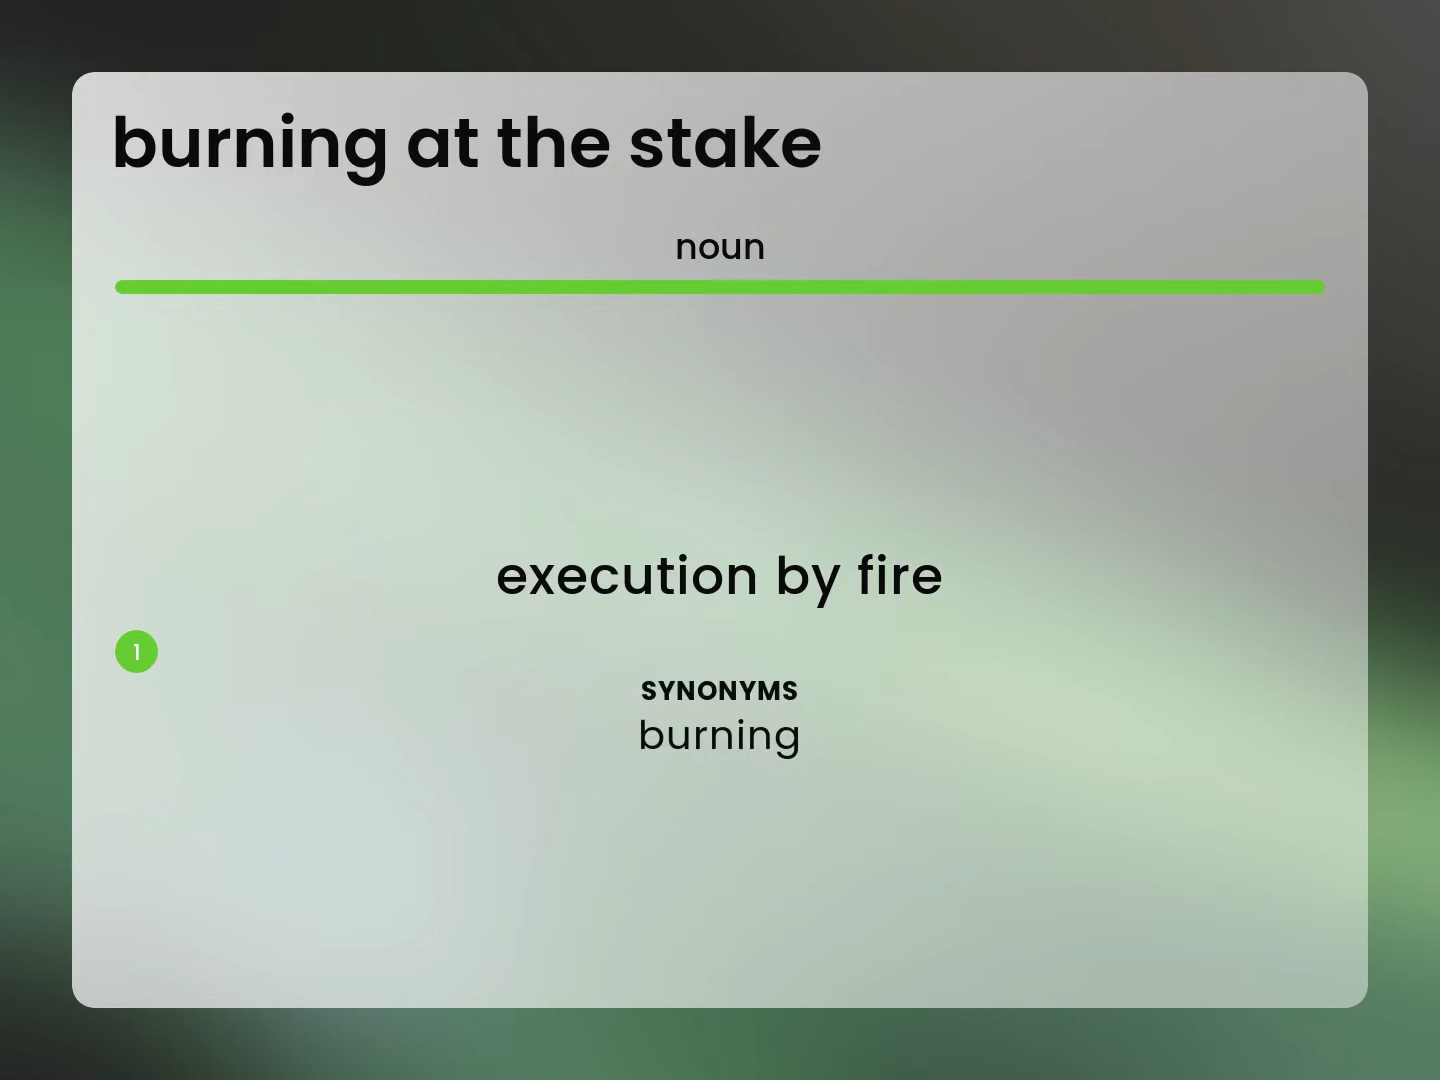 burning at the stake
noun
execution by fire
1
SYNONYMS
burning